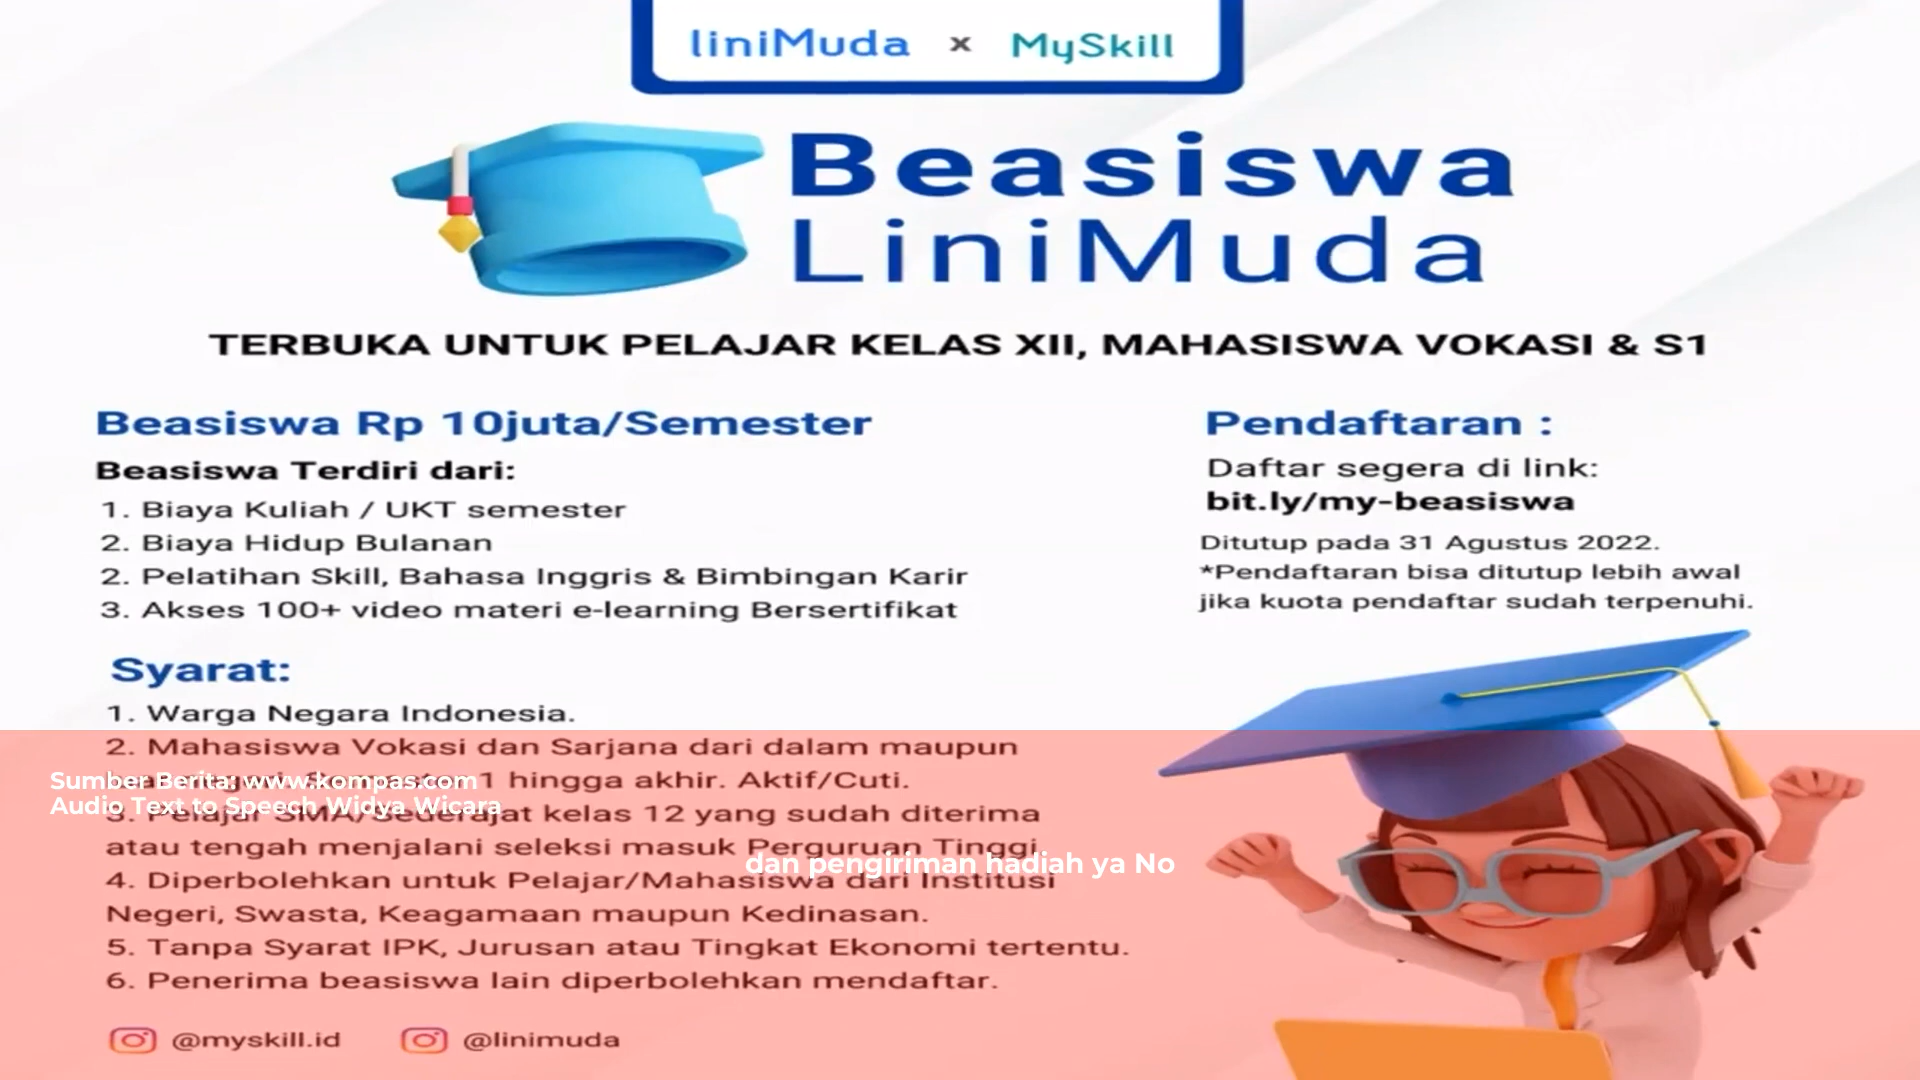 liniMuda x MySkill
Beasiswa
LiniMuda
TERBUKA UNTUK PELAJAR KELAS XII, MAHASISWA VOKASI & S1
Beasiswa Rp 10juta/Semester
Beasiswa Terdiri dari:
1. Biaya Kuliah / UKT semester
2. Biaya Hidup Bulanan
2. Pelatihan Skill, Bahasa Inggris & Bimbingan Karir
3. Akses 100+ video materi e-learning Bersertifikat
Pendaftaran :
Daftar segera di link:
bit.ly/my-beasiswa
Ditutup pada 31 Agustus 2022.
*Pendaftaran bisa ditutup lebih awal
jika kuota pendaftar sudah terpenuhi.
Syarat:
1. Warga Negara Indonesia.
2. Mahasiswa Vokasi dan Sarjana dari dalam maupun
1 hingga akhir. Aktif/Cuti.
Sumber Berita: www.kompas.com
Audio Text to Speech Widya Wicara
3. Pelajar SMA/Sederajat kelas 12 yang sudah diterima
atau tengah menjalani seleksi masuk Perguruan Tinggi
dan pengiriman hadiah ya No
4. Diperbolehkan untuk Pelajar/Mahasiswa dari Institusi
Negeri, Swasta, Keagamaan maupun Kedinasan.
5. Tanpa Syarat IPK, Jurusan atau Tingkat Ekonomi tertentu.
6. Penerima beasiswa lain diperbolehkan mendaftar.
@myskill.id @linimuda